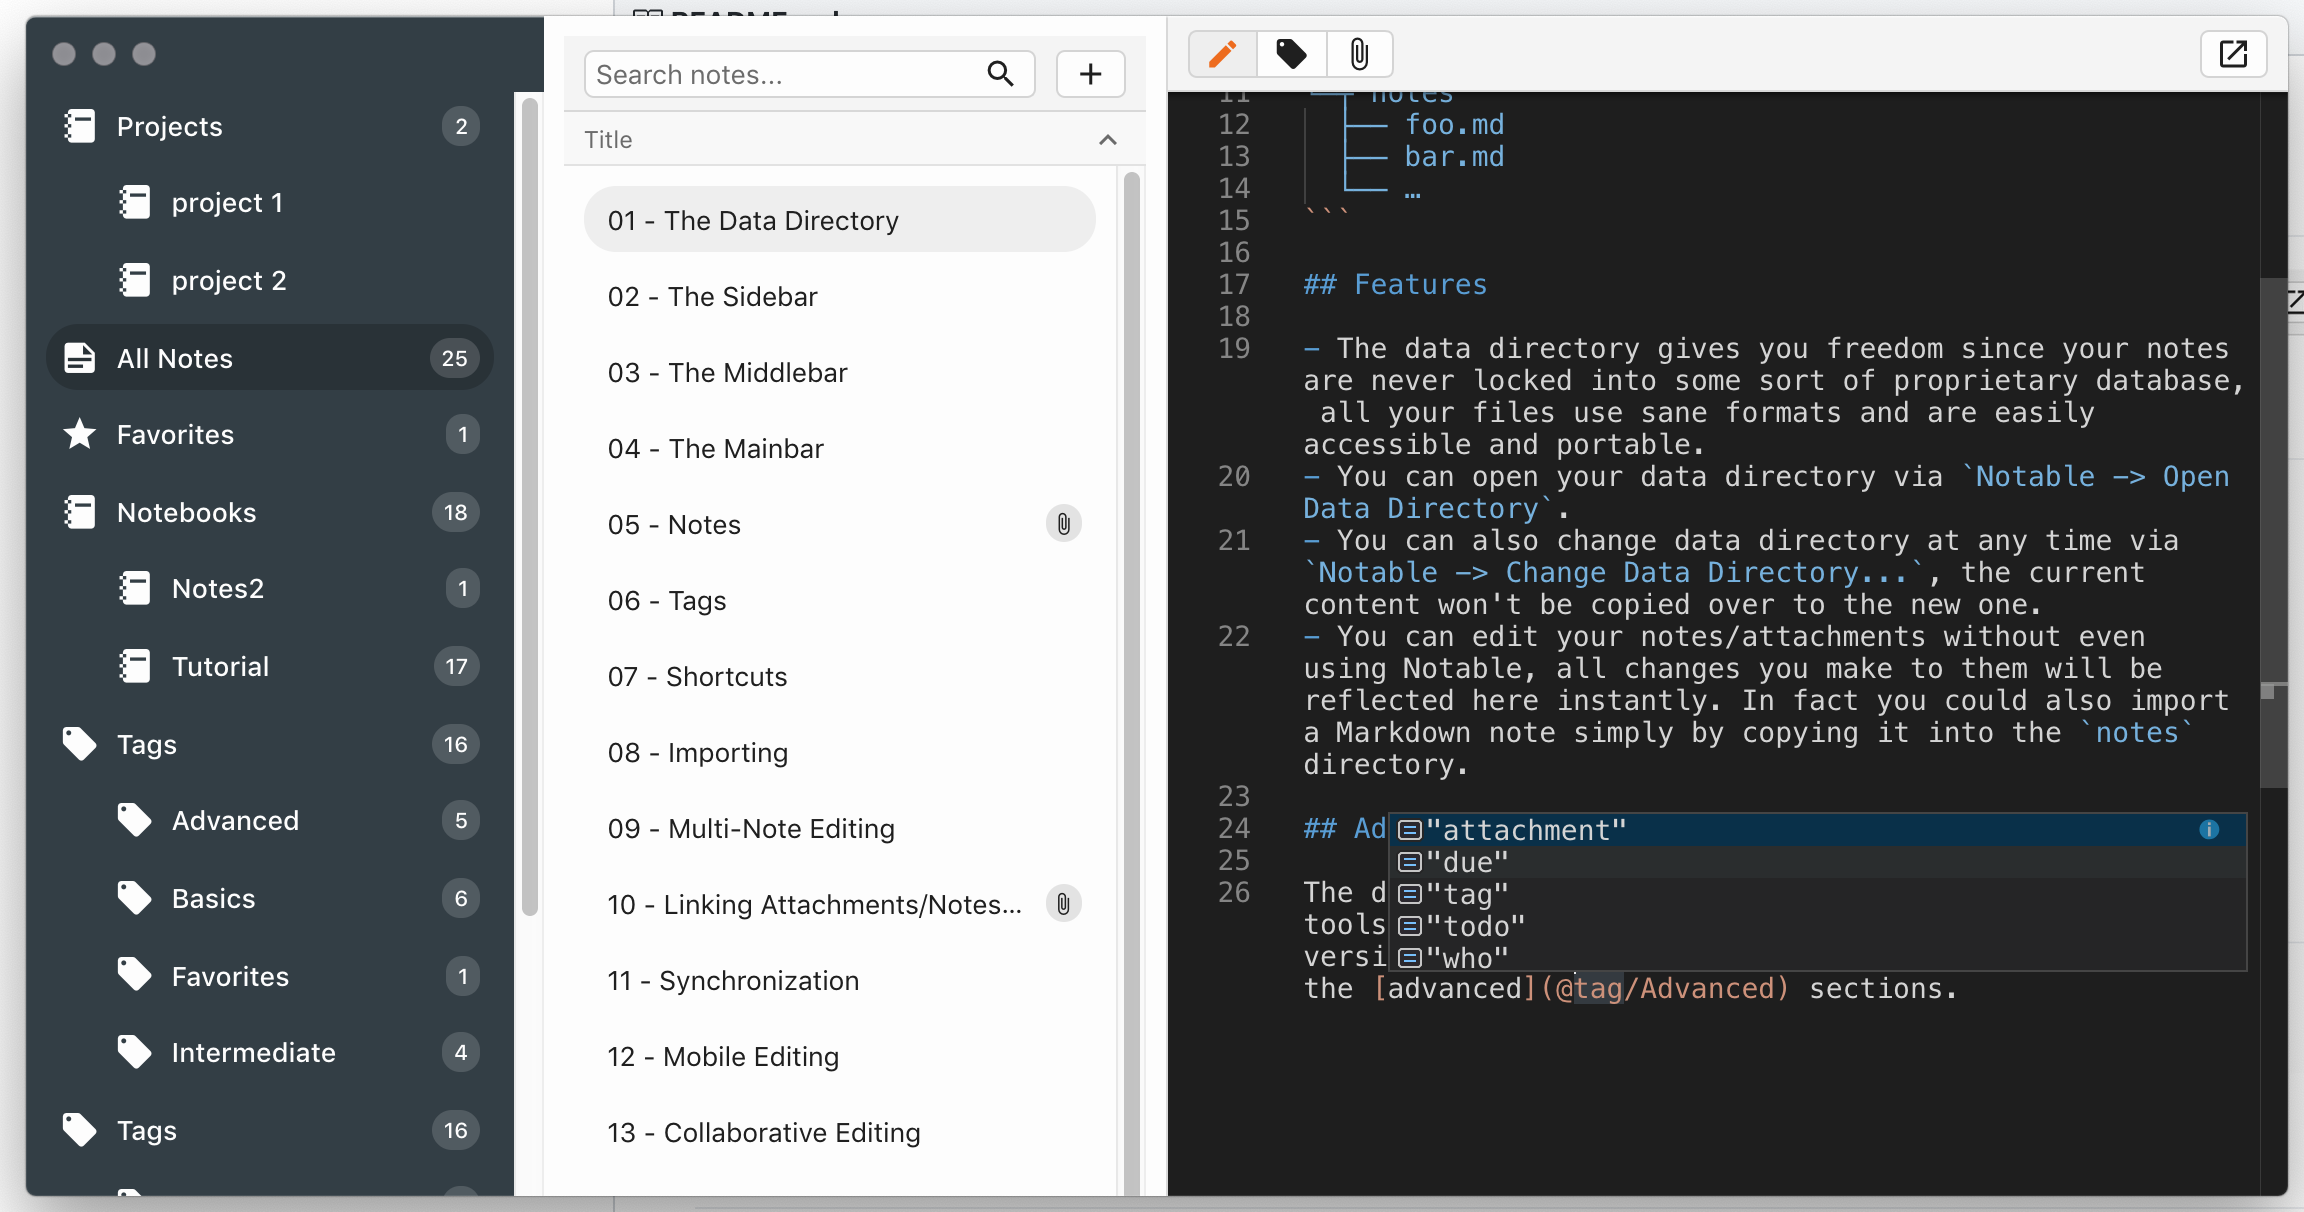 README
Projects 2
project 1
project 2
All Notes 25
Favorites 1
Notebooks 18
Notes2 1
Tutorial 17
Tags 16
Advanced 5
Basics 6
Favorites 1
Intermediate 4
Tags 16
Search notes...
Title
01 - The Data Directory
02 - The Sidebar
03 - The Middlebar
04 - The Mainbar
05 - Notes
06 - Tags
07 - Shortcuts
08 - Importing
09 - Multi-Note Editing
10 - Linking Attachments/Notes...
11 - Synchronization
12 - Mobile Editing
13 - Collaborative Editing
11 └─┬ notes
12 ├── foo.md
13 ├── bar.md
14 └── …
15 ```
16
17 ## Features
18
19 - The data directory gives you freedom since your notes
are never locked into some sort of proprietary database,
all your files use sane formats and are easily
accessible and portable.
20 - You can open your data directory via `Notable -> Open
Data Directory`.
21 - You can also change data directory at any time via
`Notable -> Change Data Directory...`, the current
content won't be copied over to the new one.
22 - You can edit your notes/attachments without even
using Notable, all changes you make to them will be
reflected here instantly. In fact you could also import
a Markdown note simply by copying it into the `notes`
directory.
23
24 ## Ad
25
26 The d
tools
versi
the [advanced](@tag/Advanced) sections.
"attachment"
"due"
"tag"
"todo"
"who"